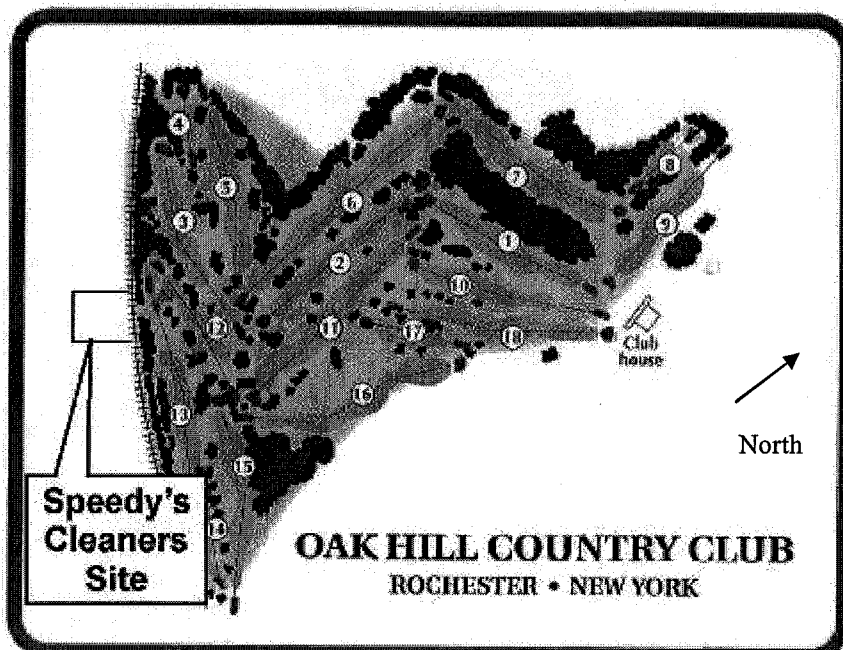 4
5
3
6
7
8
9
2
1
10
12
11
17
18
Club
house
16
13
North
15
14
Speedy's
Cleaners
Site
OAK HILL COUNTRY CLUB
ROCHESTER • NEW YORK